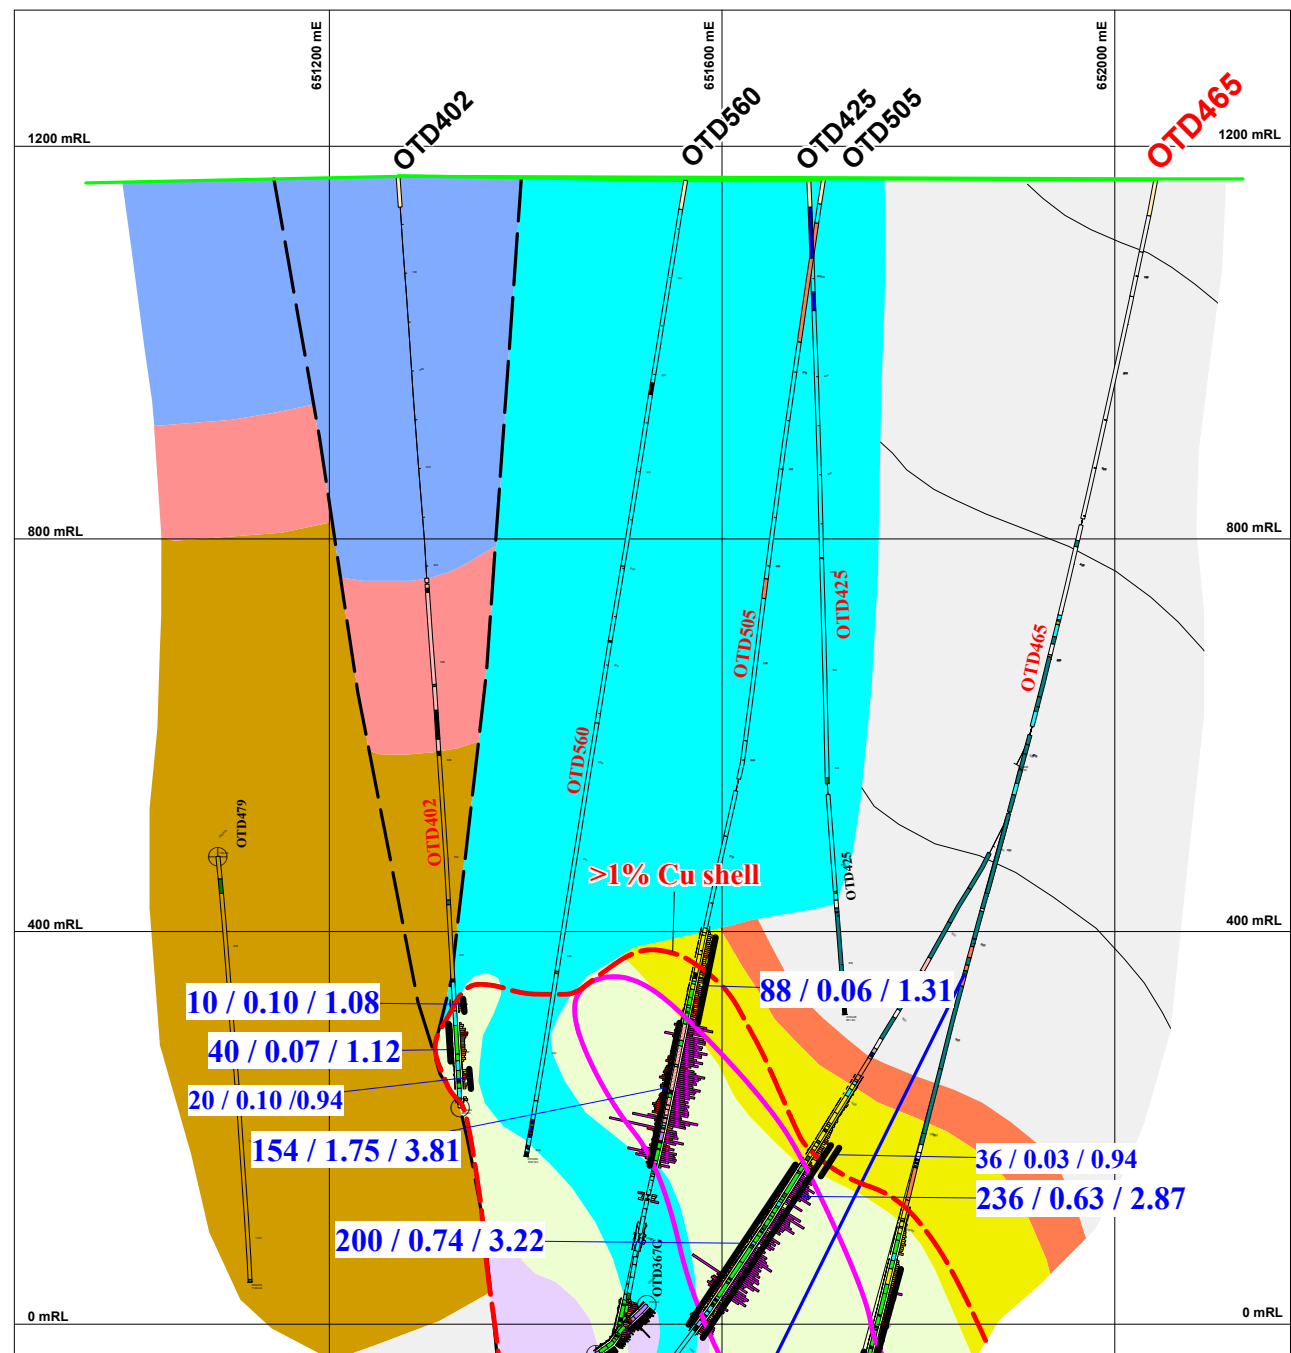 651200 mE
651600 mE
652000 mE
OTD402
OTD560
OTD425
OTD505
OTD465
1200 mRL
1200 mRL
800 mRL
800 mRL
OTD425
OTD505
OTD465
OTD560
OTD402
OTD479
OTD425
>1% Cu shell
400 mRL
400 mRL
10 / 0.10 / 1.08
88 / 0.06 / 1.31
40 / 0.07 / 1.12
20 / 0.10 /0.94
154 / 1.75 / 3.81
36 / 0.03 / 0.94
236 / 0.63 / 2.87
200 / 0.74 / 3.22
OTD367C
0 mRL
0 mRL